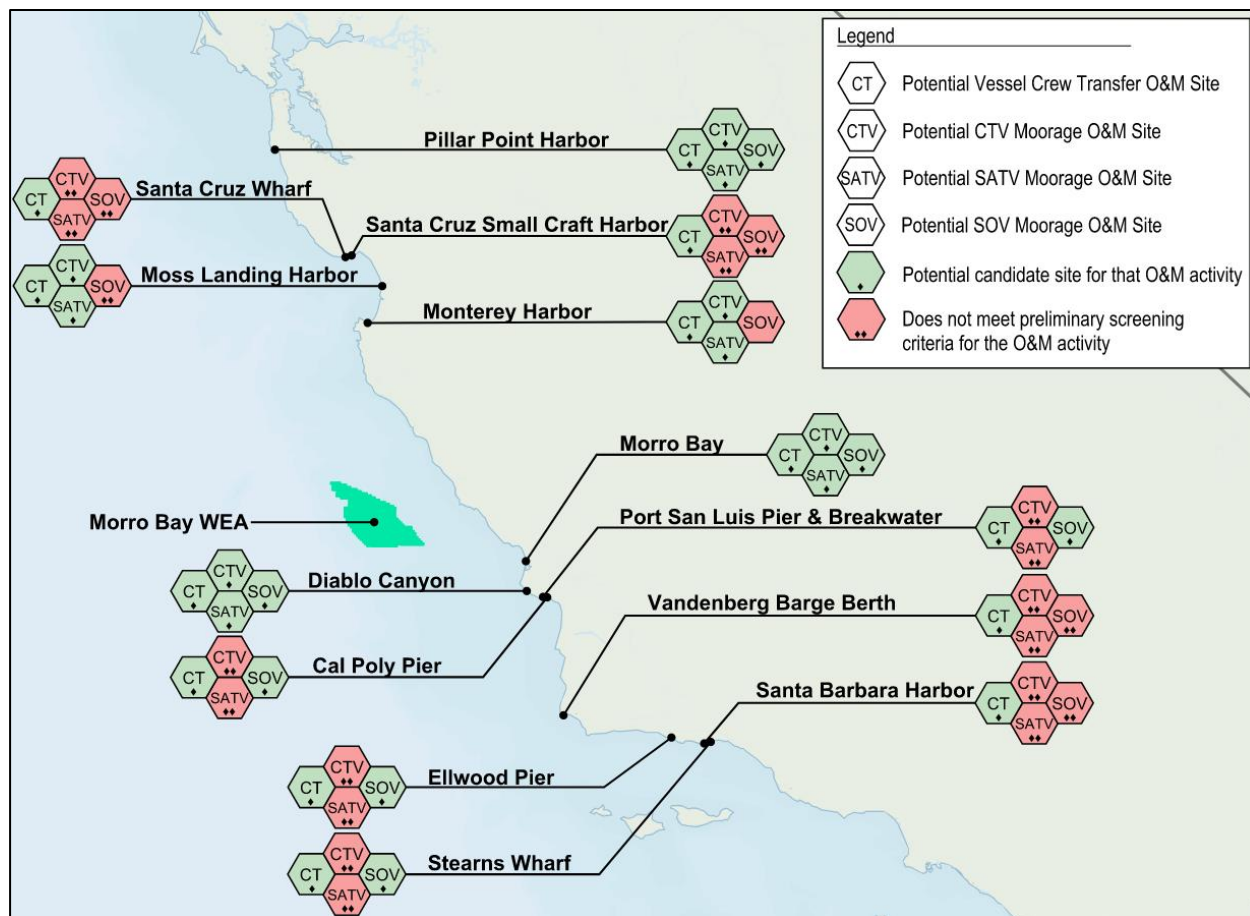 Legend
CT Potential Vessel Crew Transfer O&M Site
CTV Potential CTV Moorage O&M Site
SATV Potential SATV Moorage O&M Site
SOV Potential SOV Moorage O&M Site
Potential candidate site for that O&M activity
Does not meet preliminary screening
criteria for the O&M activity
Pillar Point Harbor
CTV
CT SOV
SATV
CTV
CT SOV
SATV
Santa Cruz Wharf
Santa Cruz Small Craft Harbor
CTV
CT SOV
SATV
CTV
CT SOV
SATV
Moss Landing Harbor
Monterey Harbor
CTV
CT SOV
SATV
Morro Bay
CTV
CT SOV
SATV
Morro Bay WEA
Port San Luis Pier & Breakwater
CTV
CT SOV
SATV
CTV
CT SOV
SATV
Diablo Canyon
Vandenberg Barge Berth
CTV
CT SOV
SATV
CTV
CT SOV
SATV
Cal Poly Pier
Santa Barbara Harbor
CTV
CT SOV
SATV
CTV
CT SOV
SATV
Ellwood Pier
CTV
CT SOV
SATV
Stearns Wharf